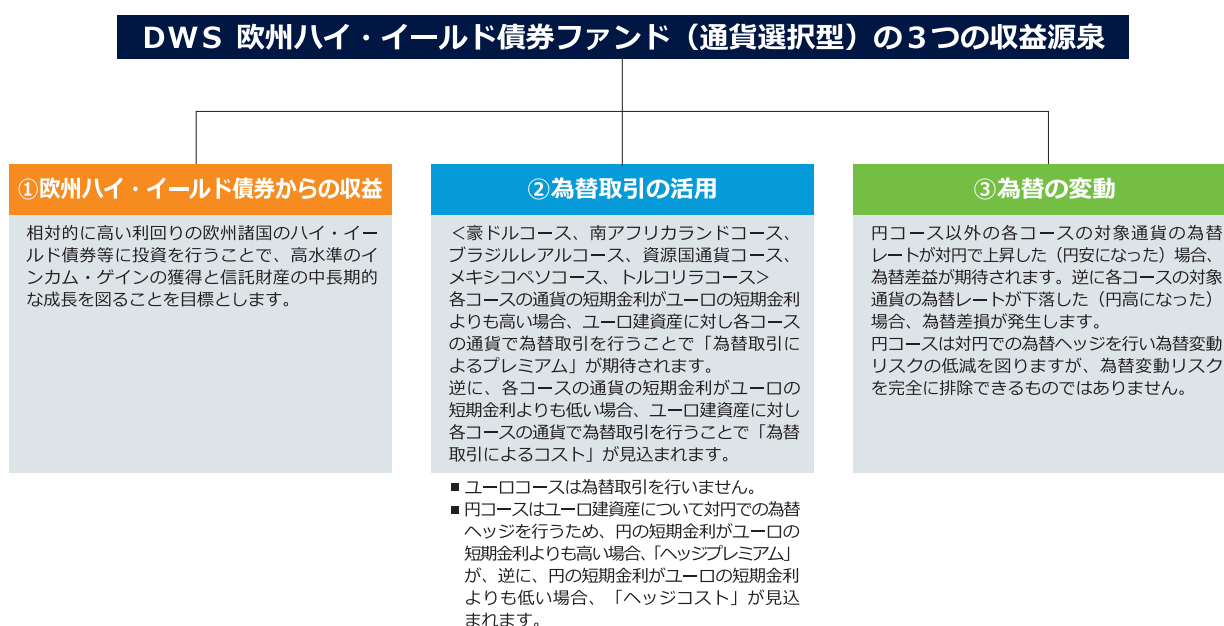 DWS 欧州ハイ・イールド債券ファンド（通貨選択型）の３つの収益源泉
①欧州ハイ・イールド債券からの収益
相対的に高い利回りの欧州諸国のハイ・イー
ルド債券等に投資を行うことで、高水準のイ
ンカム・ゲインの獲得と信託財産の中長期的
な成長を図ることを目標とします。
②為替取引の活用
＜豪ドルコース、南アフリカランドコース、
ブラジルレアルコース、資源国通貨コース、
メキシコペソコース、トルコリラコース＞
各コースの通貨の短期金利がユーロの短期金利
よりも高い場合、ユーロ建資産に対し各コース
の通貨で為替取引を行うことで「為替取引に
よるプレミアム」が期待されます。
逆に、各コースの通貨の短期金利がユーロの
短期金利よりも低い場合、ユーロ建資産に対し
各コースの通貨で為替取引を行うことで「為替
取引によるコスト」が見込まれます。
■ ユーロコースは為替取引を行いません。
■ 円コースはユーロ建資産について対円での為替
ヘッジを行うため、円の短期金利がユーロの
短期金利よりも高い場合、「ヘッジプレミアム」
が、逆に、円の短期金利がユーロの短期金利
よりも低い場合、「ヘッジコスト」が見込
まれます。
③為替の変動
円コース以外の各コースの対象通貨の為替
レートが対円で上昇した（円安になった）場合、
為替差益が期待されます。逆に各コースの対象
通貨の為替レートが下落した（円高になった）
場合、為替差損が発生します。
円コースは対円での為替ヘッジを行い為替変動
リスクの低減を図りますが、為替変動リスク
を完全に排除できるものではありません。